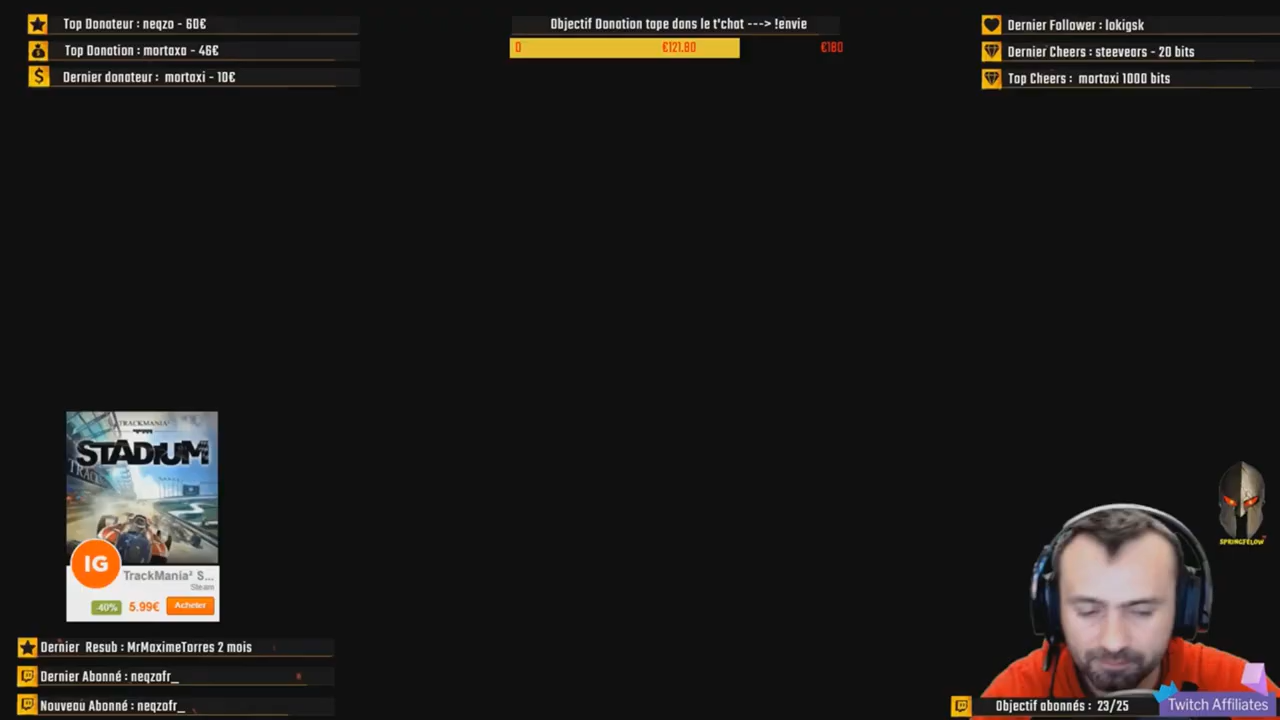 Top Donateur : neqzo - 60€
Top Donation : mortaxa - 46€
Dernier donateur : mortaxi - 10€
Objectif Donation tape dans le t'chat ---> !envie
0 €121.80 €180
Dernier Follower : lokigsk
Dernier Cheers : steevears - 20 bits
Top Cheers : mortaxi 1000 bits
TRACKMANIA²
STADIUM
IG
TrackMania² S...
Steam
-40% 5.99€ Acheter
SPRINGFELOW
Dernier Resub : MrMaximeTorres 2 mois
Dernier Abonné : neqzofr_
Nouveau Abonné : neqzofr_
Objectif abonnés : 23/25
Twitch Affiliates